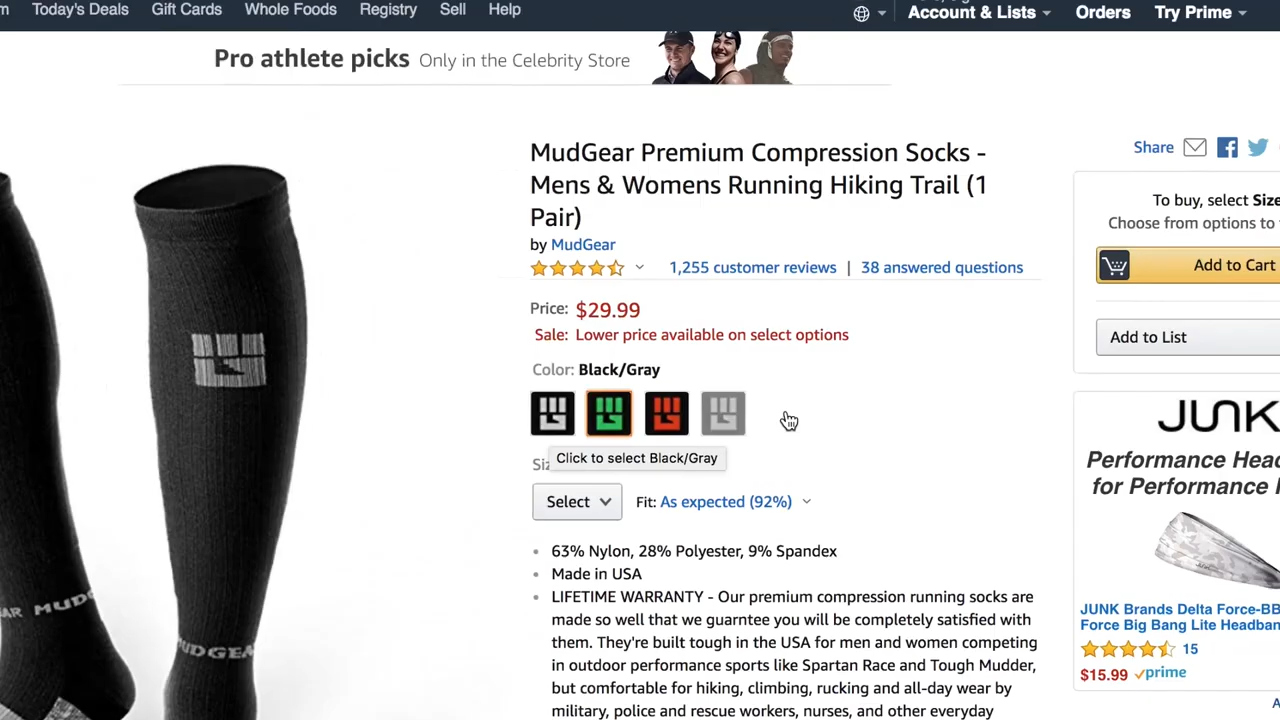 Today's Deals Gift Cards Whole Foods Registry Sell Help
Account & Lists Orders Try Prime
Pro athlete picks Only in the Celebrity Store
MudGear Premium Compression Socks -
Mens & Womens Running Hiking Trail (1
Pair)
by MudGear
1,255 customer reviews | 38 answered questions
Price: $29.99
Sale: Lower price available on select options
Color: Black/Gray
Click to select Black/Gray
Select Fit: As expected (92%)
• 63% Nylon, 28% Polyester, 9% Spandex
• Made in USA
• LIFETIME WARRANTY - Our premium compression running socks are
made so well that we guarntee you will be completely satisfied with
them. They're built tough in the USA for men and women competing
in outdoor performance sports like Spartan Race and Tough Mudder,
but comfortable for hiking, climbing, rucking and all-day wear by
military, police and rescue workers, nurses, and other everyday
Share
To buy, select Size
Choose from options to
Add to Cart
Add to List
JUNK
Performance Head
for Performance
JUNK Brands Delta Force-BB
Force Big Bang Lite Headban
15
$15.99 prime
MUDGEAR